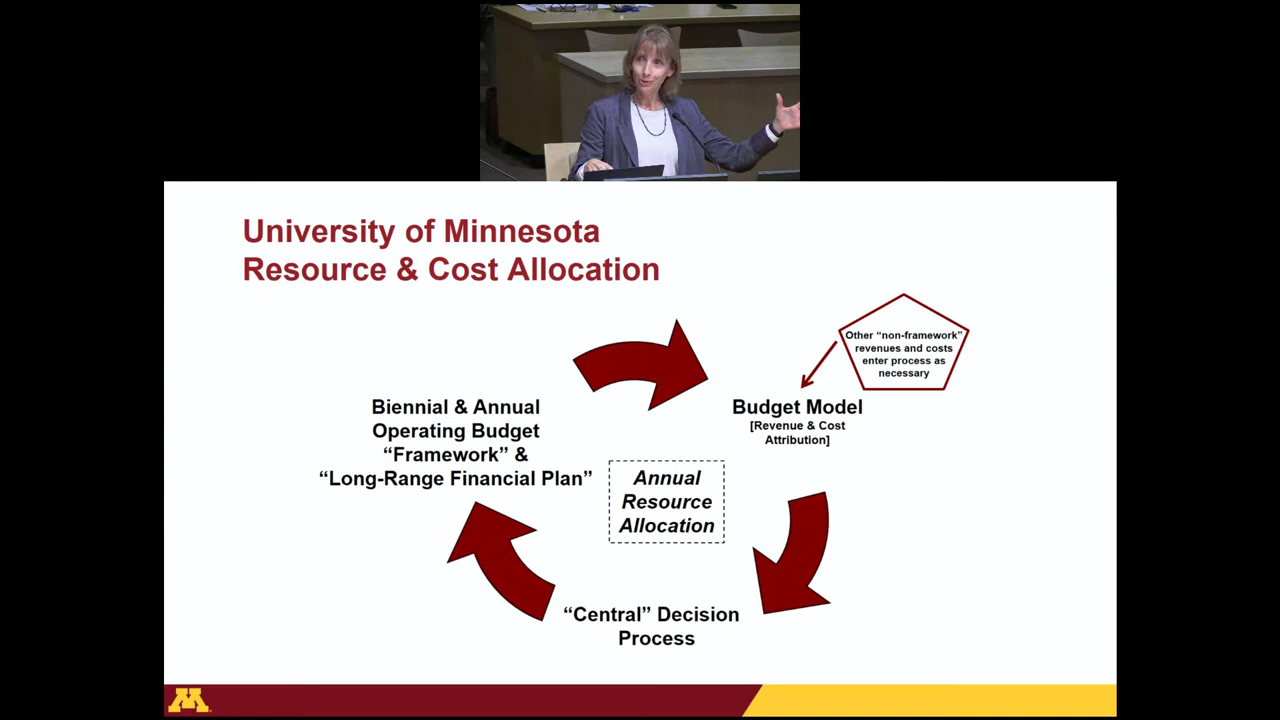 University of Minnesota
Resource & Cost Allocation
Other “non-framework”
revenues and costs
enter process as
necessary
Biennial & Annual
Operating Budget
“Framework” &
“Long-Range Financial Plan”
Budget Model
[Revenue & Cost
Attribution]
Annual
Resource
Allocation
“Central” Decision
Process
M